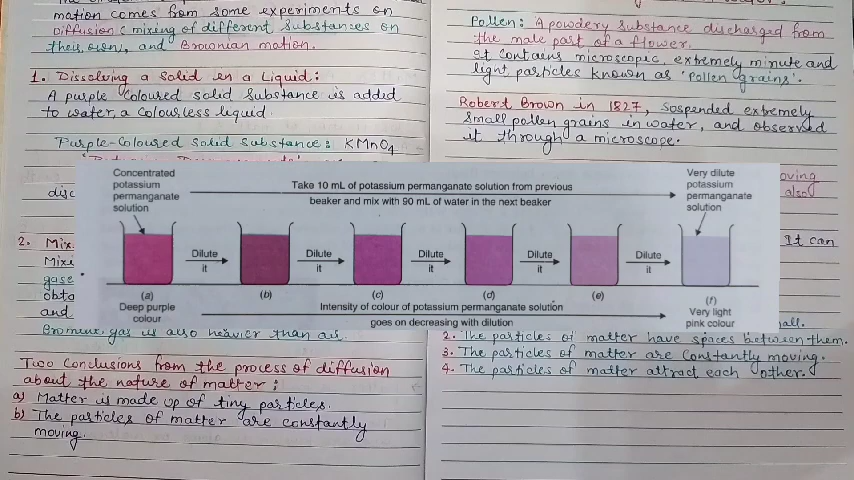 mation comes from some experiments on
Diffusion (mixing of different Substances on
their own, and Brownian motion.
1. Dissolving a Solid in a Liquid:
A purple coloured solid substance is added
to water, a colourless liquid.
Purple-Coloured solid substance: KMnO4
disc
2. Mix
Mixi
gase
obta
and
Bromine gas is also heavier than air.
Two Conclusions from the process of diffusion
about the nature of matter:
a) Matter is made up of tiny particles.
b) The particles of matter are constantly
moving.
Pollen: A powdery substance discharged from
the male part of a flower.
It contains microscopic, extremely minute and
light particles known as 'Pollen grains'.
Robert Brown in 1827, suspended extremely
small pollen grains in water, and observed
it through a microscope.
oving
also
It can
all.
2. The particles of matter have spaces between them.
3. The particles of matter are constantly moving.
4. The particles of matter attract each other.
Concentrated
potassium
permanganate
solution
Take 10 mL of potassium permanganate solution from previous
beaker and mix with 90 mL of water in the next beaker
Very dilute
potassium
permanganate
solution
Dilute
it
Dilute
it
Dilute
it
Dilute
it
Dilute
it
(a)
Deep purple
colour
(b)
(c)
(d)
(e)
(f)
Very light
pink colour
Intensity of colour of potassium permanganate solution
goes on decreasing with dilution